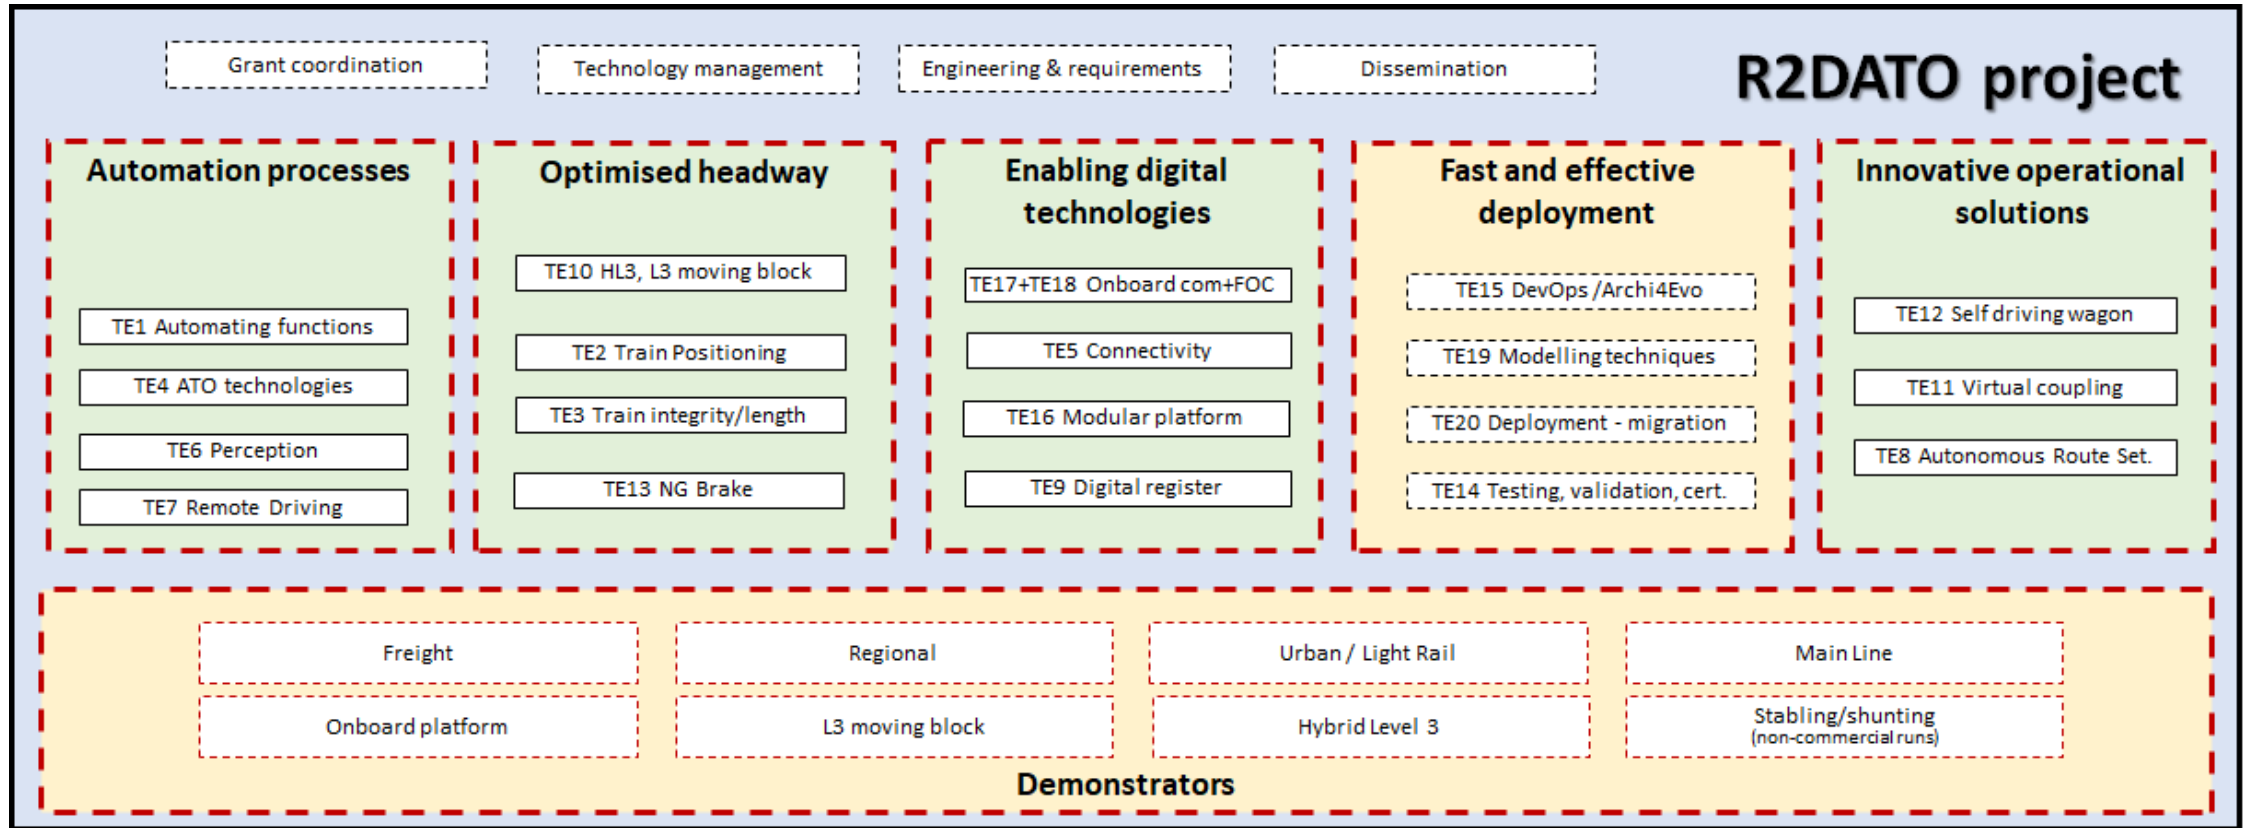 Grant coordination
Technology management
Engineering & requirements
Dissemination
R2DATO project
Automation processes
TE1 Automating functions
TE4 ATO technologies
TE6 Perception
TE7 Remote Driving
Optimised headway
TE10 HL3, L3 moving block
TE2 Train Positioning
TE3 Train integrity/length
TE13 NG Brake
Enabling digital
technologies
TE17+TE18 Onboard com+FOC
TE5 Connectivity
TE16 Modular platform
TE9 Digital register
Fast and effective
deployment
TE15 DevOps /Archi4Evo
TE19 Modelling techniques
TE20 Deployment - migration
TE14 Testing, validation, cert.
Innovative operational
solutions
TE12 Self driving wagon
TE11 Virtual coupling
TE8 Autonomous Route Set.
Freight
Regional
Urban / Light Rail
Main Line
Onboard platform
L3 moving block
Hybrid Level 3
Stabling/shunting
(non-commercial runs)
Demonstrators